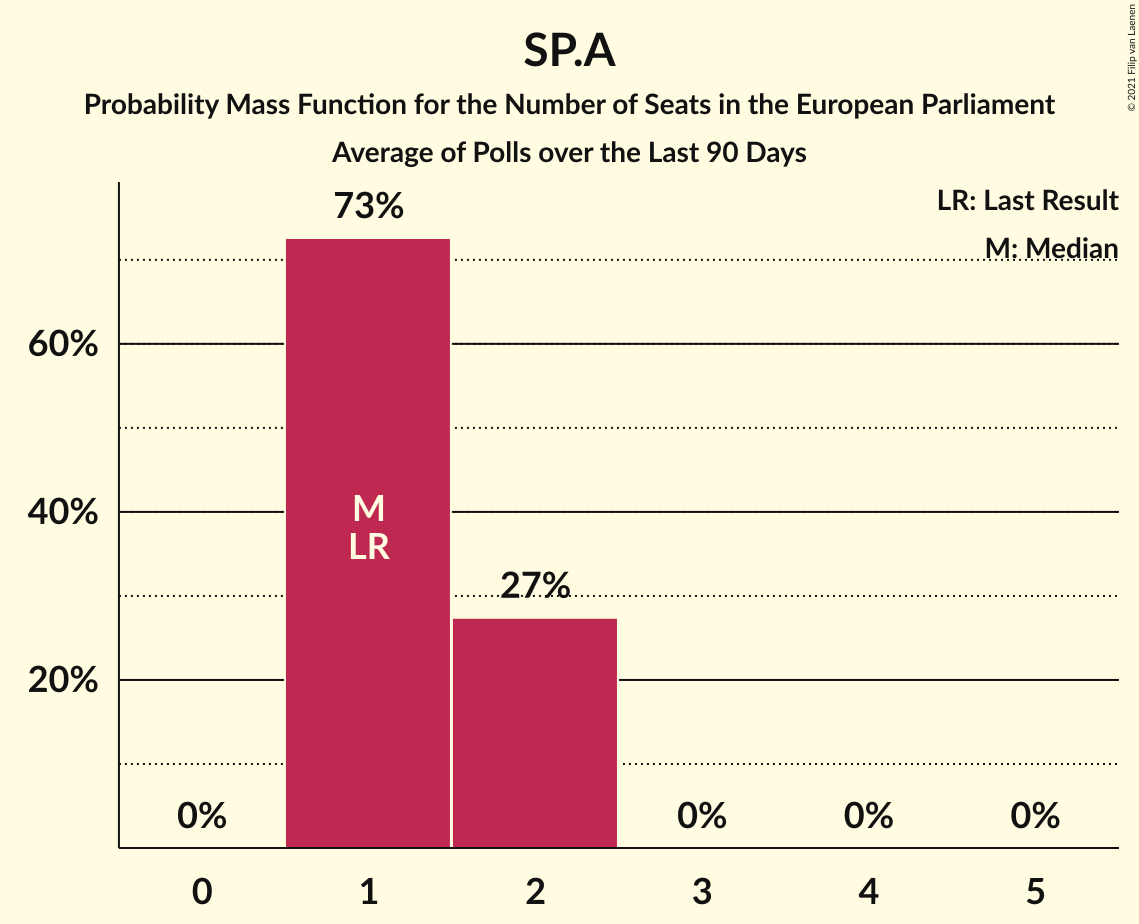 SP.A
Probability Mass Function for the Number of Seats in the European Parliament
Average of Polls over the Last 90 Days
© 2021 Filip van Laenen
LR: Last Result
M: Median
73%
60%
40%
M
LR
27%
20%
0%
0%
0%
0%
0
1
2
3
4
5